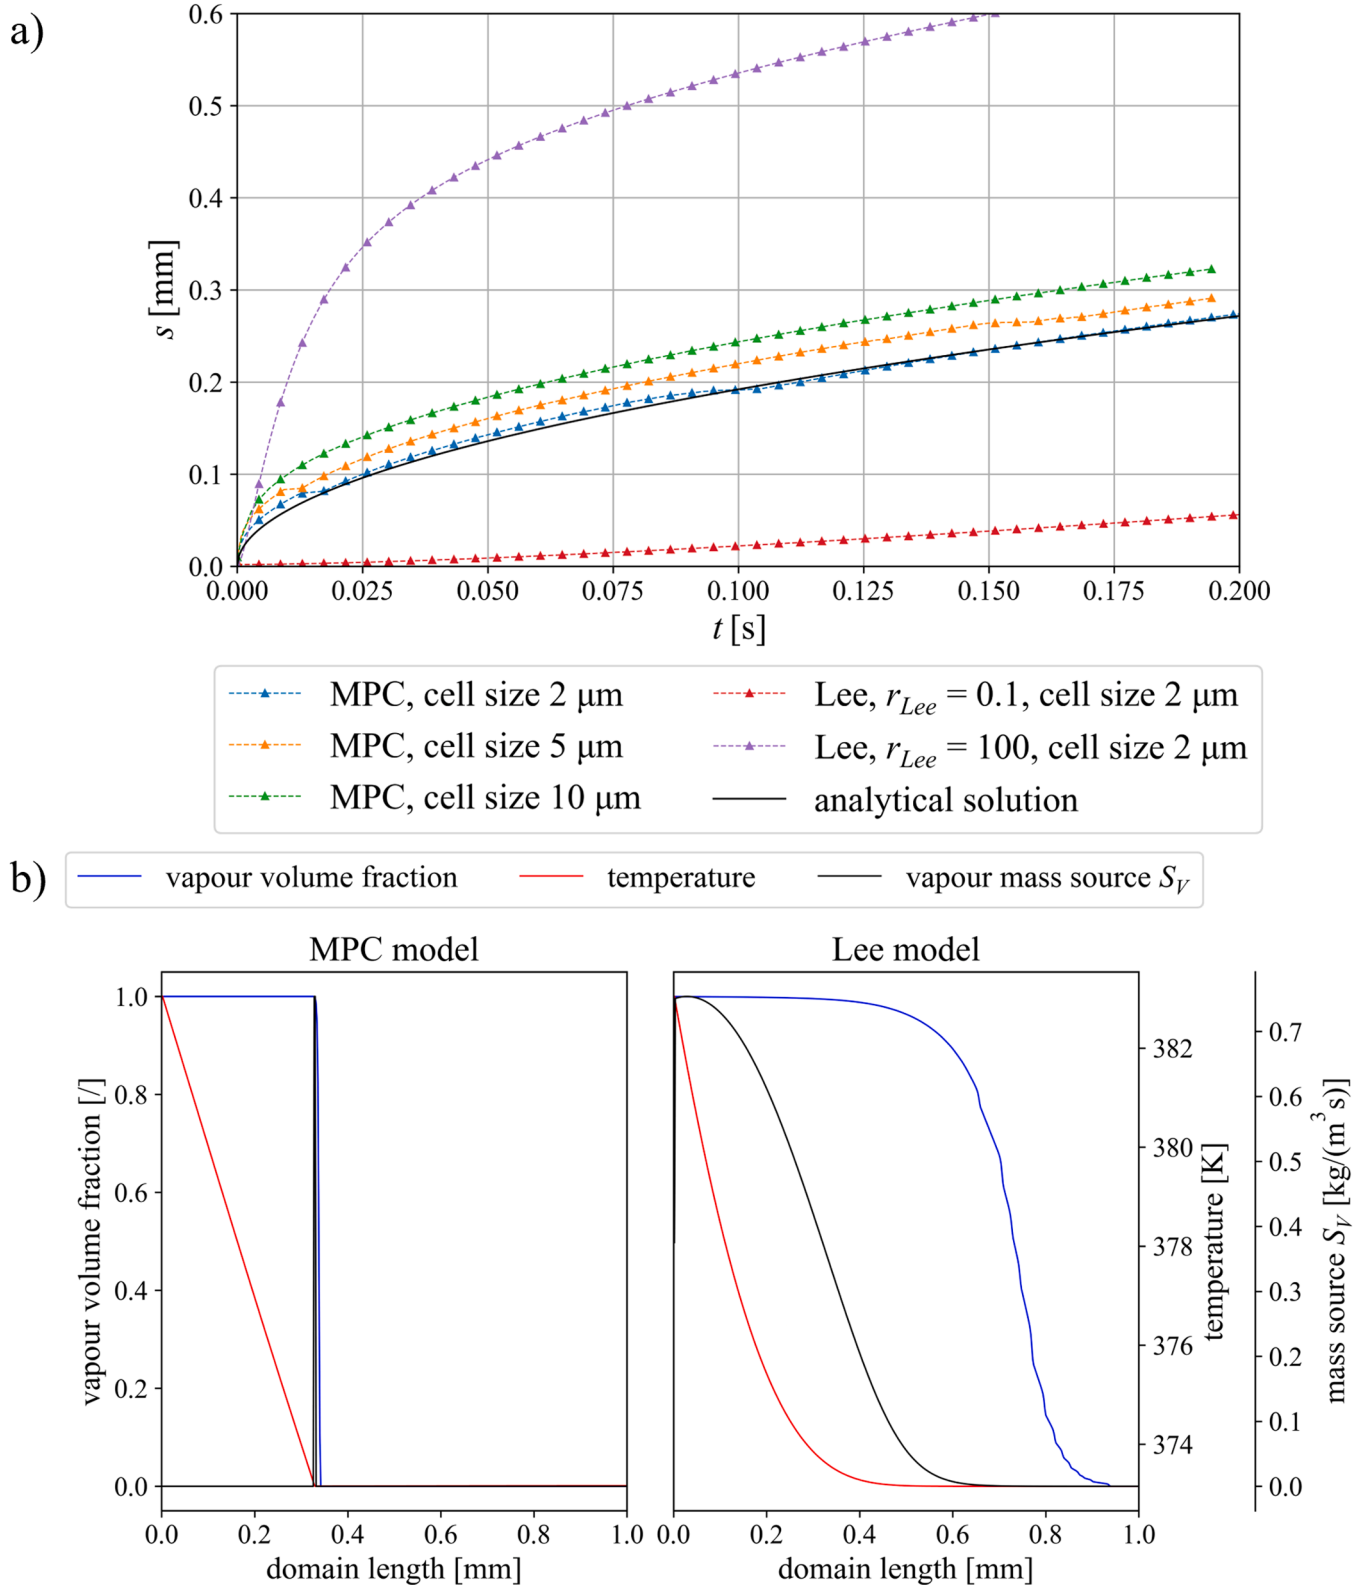 a)
0.6
0.5
0.4
0.3
0.2
0.1
0.0
s [mm]
0.000 0.025 0.050 0.075 0.100 0.125 0.150 0.175 0.200
t [s]
MPC, cell size 2 μm
MPC, cell size 5 μm
MPC, cell size 10 μm
Lee, r_Lee = 0.1, cell size 2 μm
Lee, r_Lee = 100, cell size 2 μm
analytical solution
b)
vapour volume fraction temperature vapour mass source S_V
MPC model
1.0
0.8
0.6
0.4
0.2
0.0
vapour volume fraction [/]
0.0 0.2 0.4 0.6 0.8 1.0
domain length [mm]
Lee model
0.0 0.2 0.4 0.6 0.8 1.0
domain length [mm]
382
380
378
376
374
temperature [K]
0.7
0.6
0.5
0.4
0.3
0.2
0.1
0.0
mass source S_V [kg/(m³ s)]